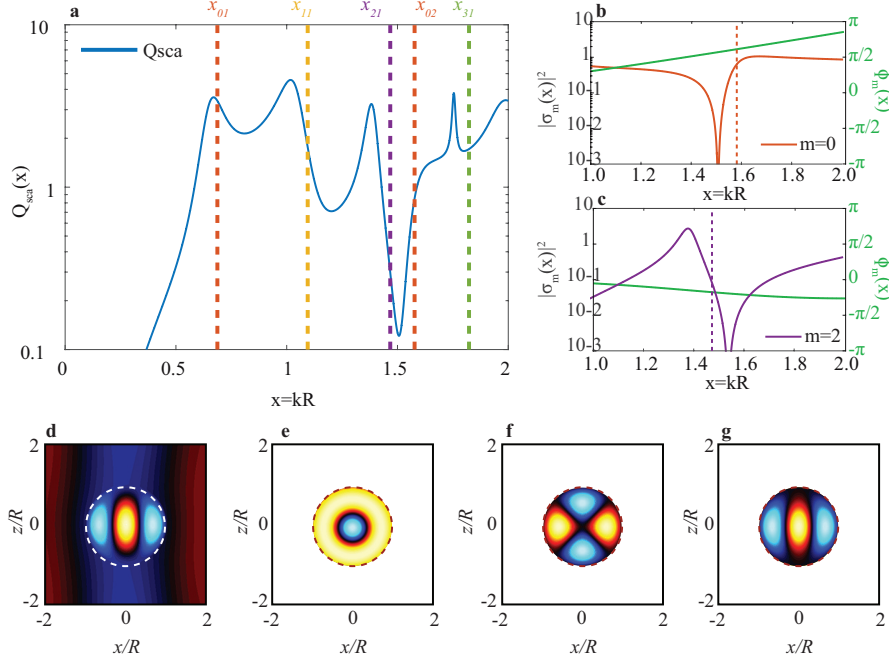 a
x01
x11
x21
x02
x31
Qsca
10
1
0.1
Qsca(x)
0
0.5
1
1.5
2
x=kR
b
10
1
10-1
10-2
10-3
|σm(x)|2
m=0
π
π/2
0
-π/2
-π
ϕm(x)
1.0
1.2
1.4
1.6
1.8
2.0
x=kR
c
10
1
10-1
10-2
10-3
|σm(x)|2
m=2
π
π/2
0
-π/2
-π
ϕm(x)
1.0
1.2
1.4
1.6
1.8
2.0
x=kR
d
2
0
-2
z/R
-2
0
2
x/R
e
2
0
-2
z/R
-2
0
2
x/R
f
2
0
-2
z/R
-2
0
2
x/R
g
2
0
-2
z/R
-2
0
2
x/R